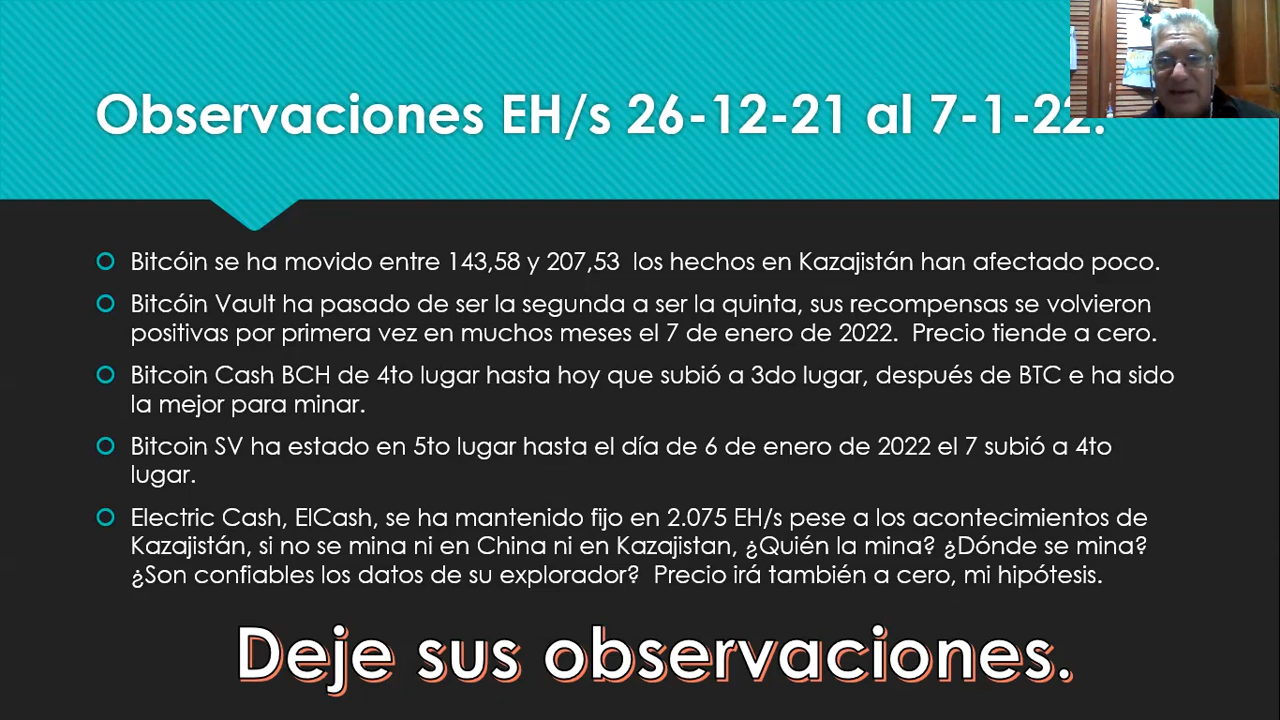 Observaciones EH/s 26-12-21 al 7-1-22.
Bitcóin se ha movido entre 143,58 y 207,53 los hechos en Kazajistán han afectado poco.
Bitcóin Vault ha pasado de ser la segunda a ser la quinta, sus recompensas se volvieron
positivas por primera vez en muchos meses el 7 de enero de 2022. Precio tiende a cero.
Bitcoin Cash BCH de 4to lugar hasta hoy que subió a 3do lugar, después de BTC e ha sido
la mejor para minar.
Bitcoin SV ha estado en 5to lugar hasta el día de 6 de enero de 2022 el 7 subió a 4to
lugar.
Electric Cash, ElCash, se ha mantenido fijo en 2.075 EH/s pese a los acontecimientos de
Kazajistán, si no se mina ni en China ni en Kazajistan, ¿Quién la mina? ¿Dónde se mina?
¿Son confiables los datos de su explorador? Precio irá también a cero, mi hipótesis.
Deje sus observaciones.